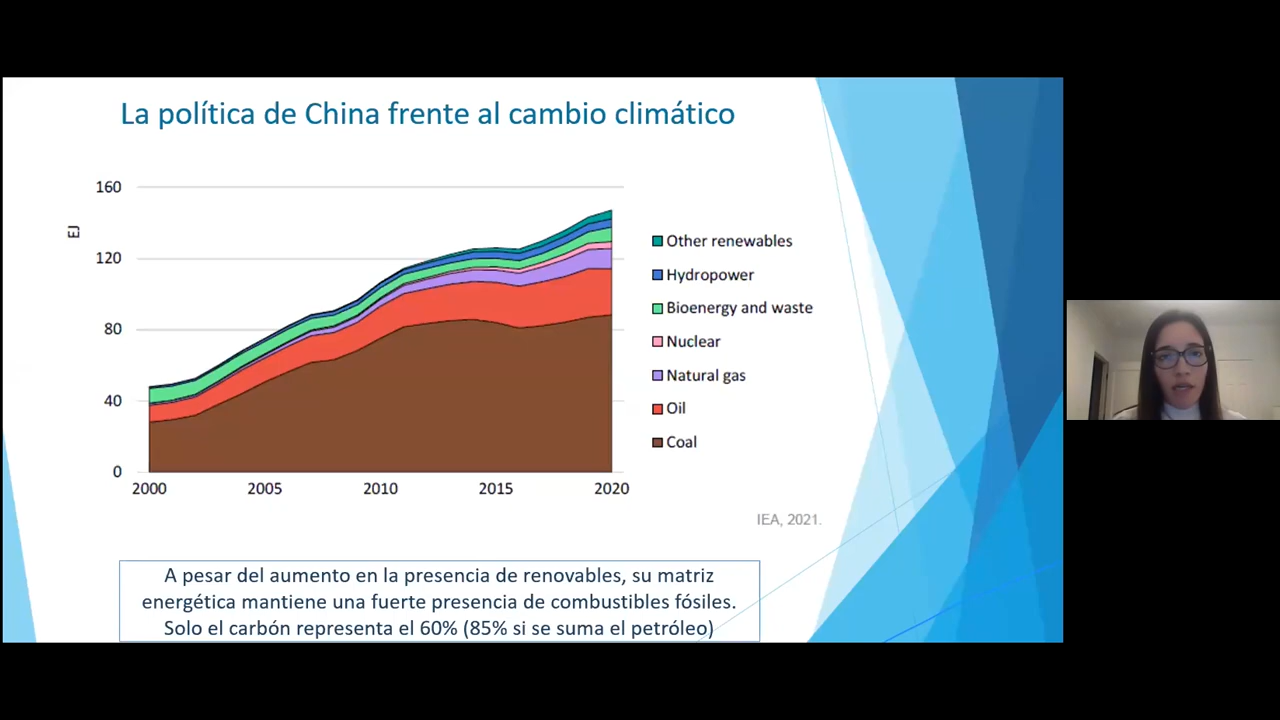 La política de China frente al cambio climático
EJ
160
120
80
40
0
2000 2005 2010 2015 2020
Other renewables
Hydropower
Bioenergy and waste
Nuclear
Natural gas
Oil
Coal
IEA, 2021.
A pesar del aumento en la presencia de renovables, su matriz
energética mantiene una fuerte presencia de combustibles fósiles.
Solo el carbón representa el 60% (85% si se suma el petróleo)